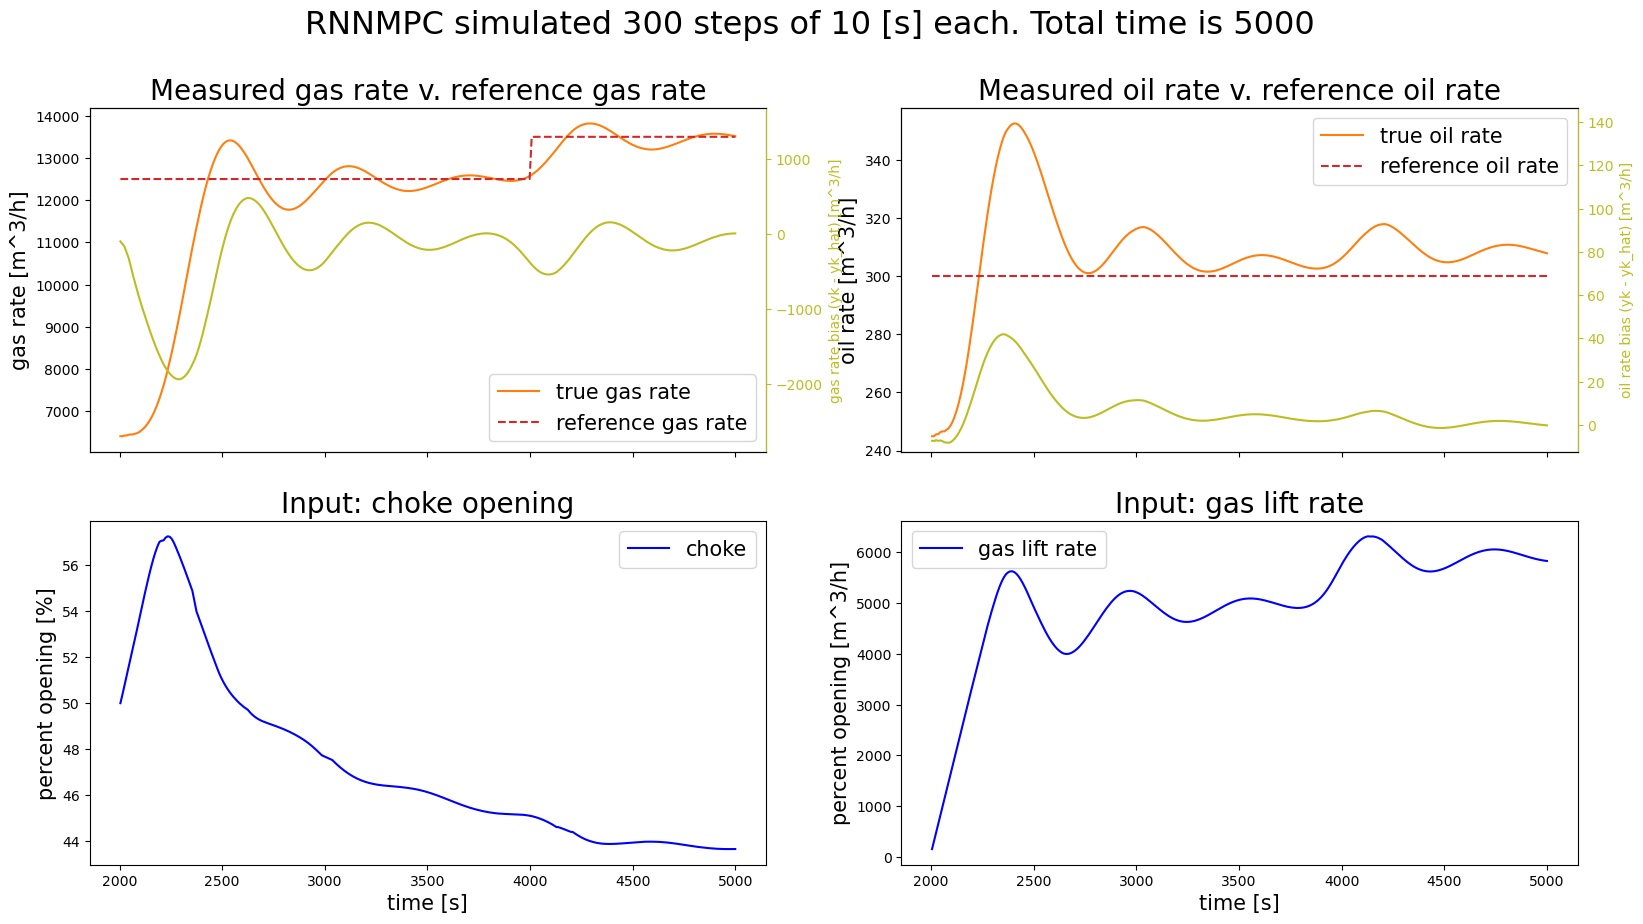 RNNMPC simulated 300 steps of 10 [s] each. Total time is 5000
Measured gas rate v. reference gas rate
gas rate [m^3/h]
14000
13000
12000
11000
10000
9000
8000
7000
1000
0
−1000
−2000
gas rate bias (yk - yk_hat) [m^3/h]
true gas rate
reference gas rate
Measured oil rate v. reference oil rate
oil rate [m^3/h]
340
320
300
280
260
240
140
120
100
80
60
40
20
0
oil rate bias (yk - yk_hat) [m^3/h]
true oil rate
reference oil rate
Input: choke opening
percent opening [%]
56
54
52
50
48
46
44
choke
2000 2500 3000 3500 4000 4500 5000
time [s]
Input: gas lift rate
percent opening [m^3/h]
6000
5000
4000
3000
2000
1000
0
gas lift rate
2000 2500 3000 3500 4000 4500 5000
time [s]